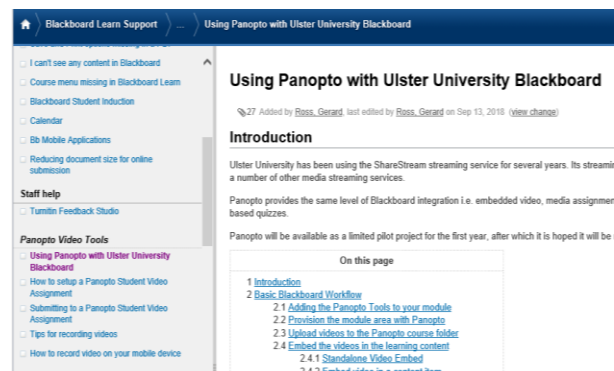 Blackboard Learn Support ... Using Panopto with Ulster University Blackboard
I can't see any content in Blackboard
Course menu missing in Blackboard Learn
Blackboard Student Induction
Calendar
Bb Mobile Applications
Reducing document size for online
submission
Staff help
Turnitin Feedback Studio
Panopto Video Tools
Using Panopto with Ulster University
Blackboard
How to setup a Panopto Student Video
Assignment
Submitting to a Panopto Student Video
Assignment
Tips for recording videos
How to record video on your mobile device
Using Panopto with Ulster University Blackboard
27 Added by Ross, Gerard, last edited by Ross, Gerard on Sep 13, 2018 (view change)
Introduction
Ulster University has been using the ShareStream streaming service for several years. Its streami
a number of other media streaming services.
Panopto provides the same level of Blackboard integration i.e. embedded video, media assignmen
based quizzes.
Panopto will be available as a limited pilot project for the first year, after which it is hoped it will be
On this page
1 Introduction
2 Basic Blackboard Workflow
2.1 Adding the Panopto Tools to your module
2.2 Provision the module area with Panopto
2.3 Upload videos to the Panopto course folder
2.4 Embed the videos in the learning content
2.4.1 Standalone Video Embed
2.4.2 Embed video in a content item